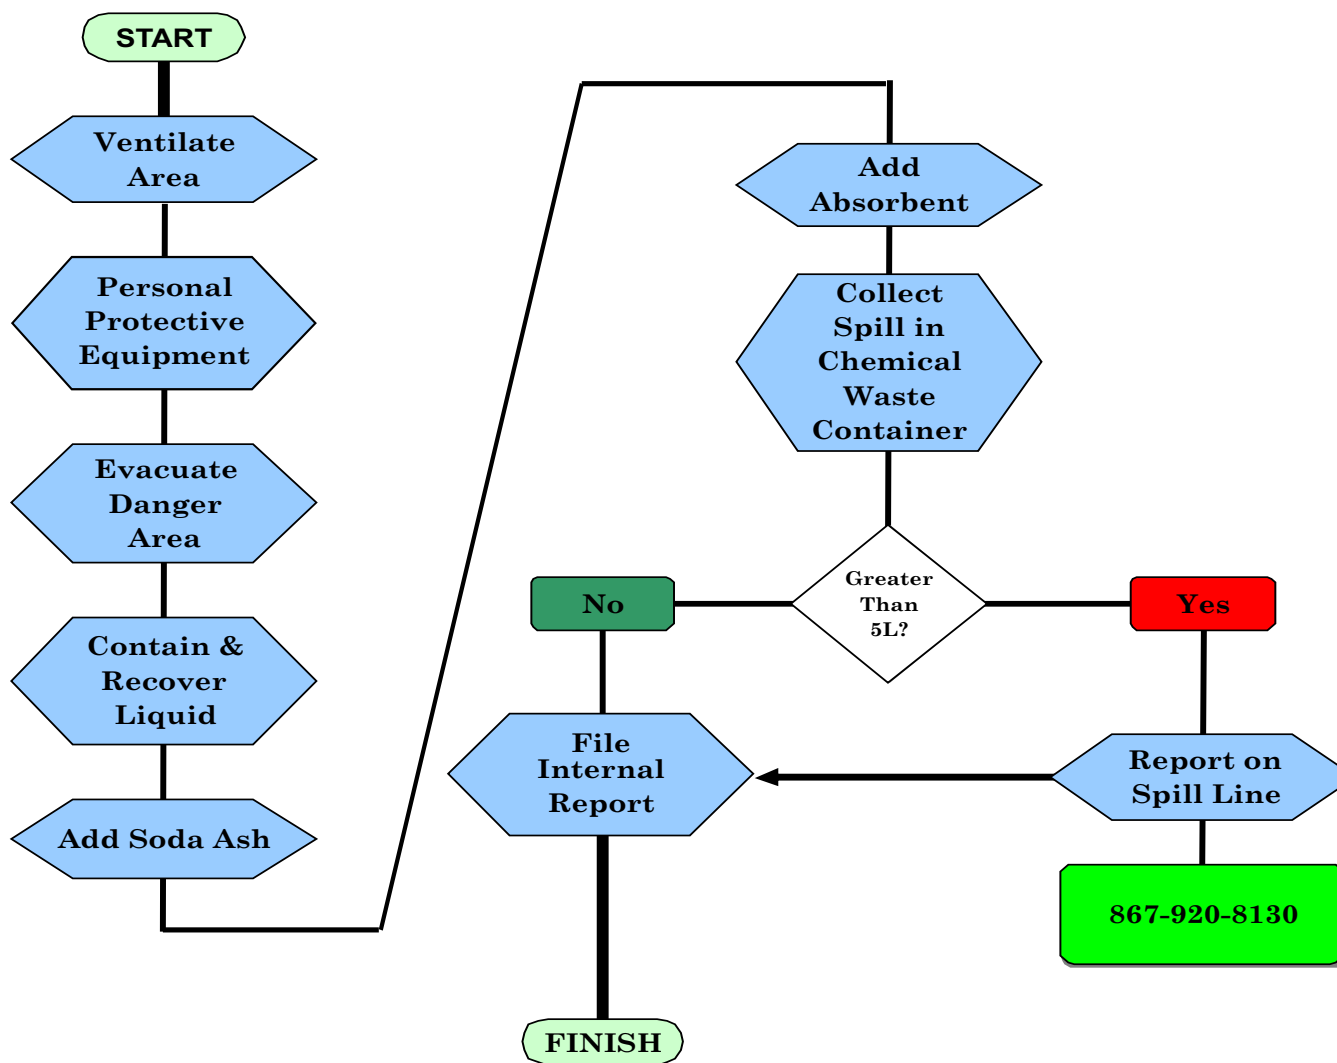 START
Ventilate
Area
Personal
Protective
Equipment
Evacuate
Danger
Area
Contain &
Recover
Liquid
Add Soda Ash
Add
Absorbent
Collect
Spill in
Chemical
Waste
Container
Greater
Than
5L?
No
Yes
File
Internal
Report
Report on
Spill Line
867-920-8130
FINISH